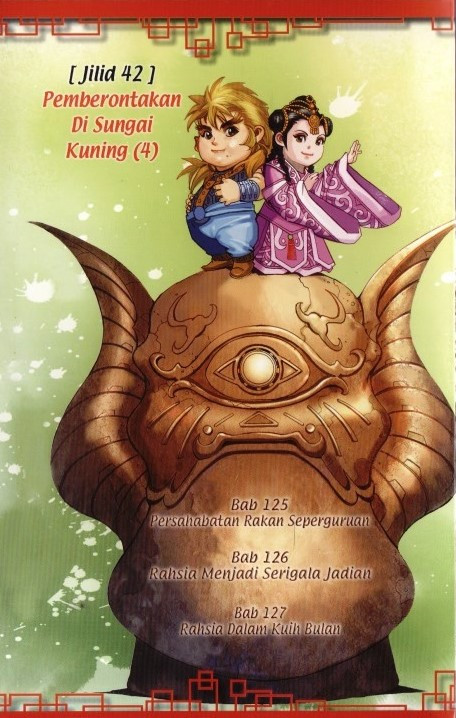 [ Jilid 42 ]
Pemberontakan
Di Sungai
Kuning (4)
Bab 125
Persahabatan Rakan Seperguruan
Bab 126
Rahsia Menjadi Serigala Jadian
Bab 127
Rahsia Dalam Kuih Bulan